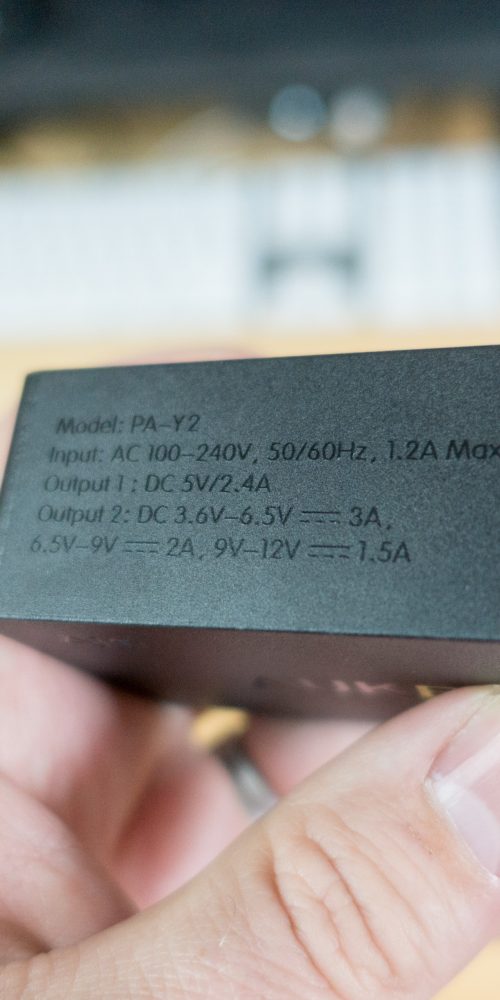 Model: PA-Y2
Input: AC 100-240V, 50/60Hz, 1.2A Max
Output 1 : DC 5V/2.4A
Output 2: DC 3.6V-6.5V ⎓ 3A,
6.5V-9V ⎓ 2A, 9V-12V ⎓ 1.5A